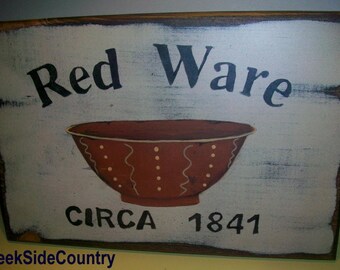 Red Ware
CIRCA 1841
eekSideCountry